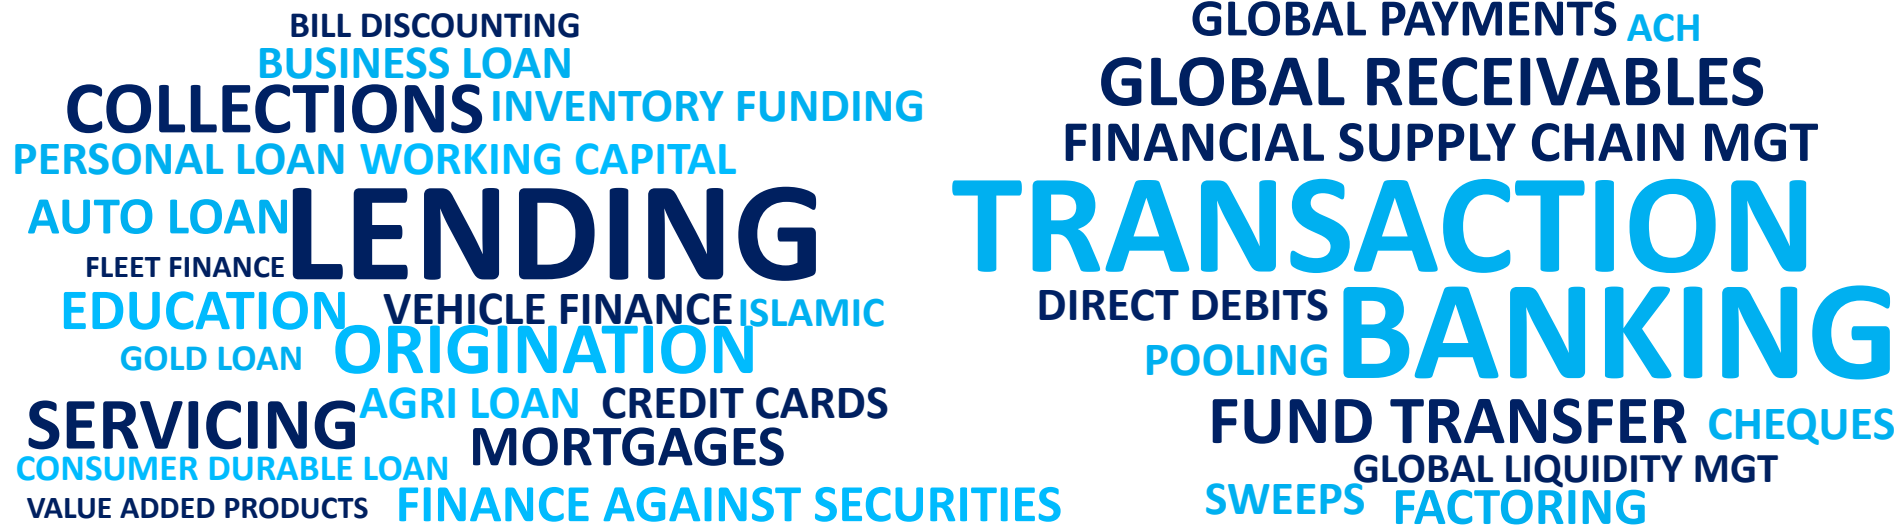 BILL DISCOUNTING
BUSINESS LOAN
COLLECTIONS INVENTORY FUNDING
PERSONAL LOAN WORKING CAPITAL
AUTO LOAN
LENDING
FLEET FINANCE
EDUCATION
VEHICLE FINANCE ISLAMIC
GOLD LOAN
ORIGINATION
AGRI LOAN
CREDIT CARDS
SERVICING
MORTGAGES
CONSUMER DURABLE LOAN
VALUE ADDED PRODUCTS
FINANCE AGAINST SECURITIES
GLOBAL PAYMENTS ACH
GLOBAL RECEIVABLES
FINANCIAL SUPPLY CHAIN MGT
TRANSACTION
DIRECT DEBITS
BANKING
POOLING
FUND TRANSFER CHEQUES
GLOBAL LIQUIDITY MGT
SWEEPS
FACTORING